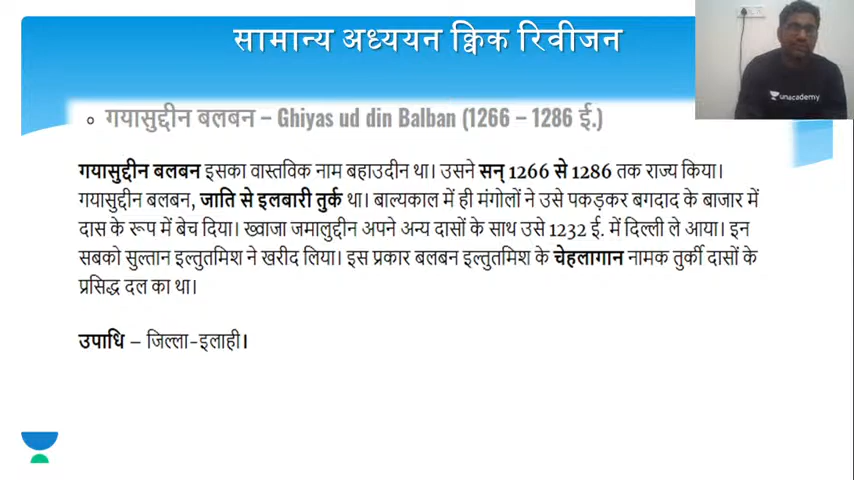 सामान्य अध्ययन क्विक रिवीजन
unacademy
गयासुद्दीन बलबन – Ghiyas ud din Balban (1266 – 1286 ई.)
गयासुद्दीन बलबन इसका वास्तविक नाम बहाउदीन था। उसने सन् 1266 से 1286 तक राज्य किया।
गयासुद्दीन बलबन, जाति से इलबारी तुर्क था। बाल्यकाल में ही मंगोलों ने उसे पकड़कर बगदाद के बाजार में
दास के रूप में बेच दिया। ख्वाजा जमालुद्दीन अपने अन्य दासों के साथ उसे 1232 ई. में दिल्ली ले आया। इन
सबको सुल्तान इल्तुतमिश ने खरीद लिया। इस प्रकार बलबन इल्तुतमिश के चेहलागान नामक तुर्की दासों के
प्रसिद्ध दल का था।
उपाधि – जिल्ला-इलाही।